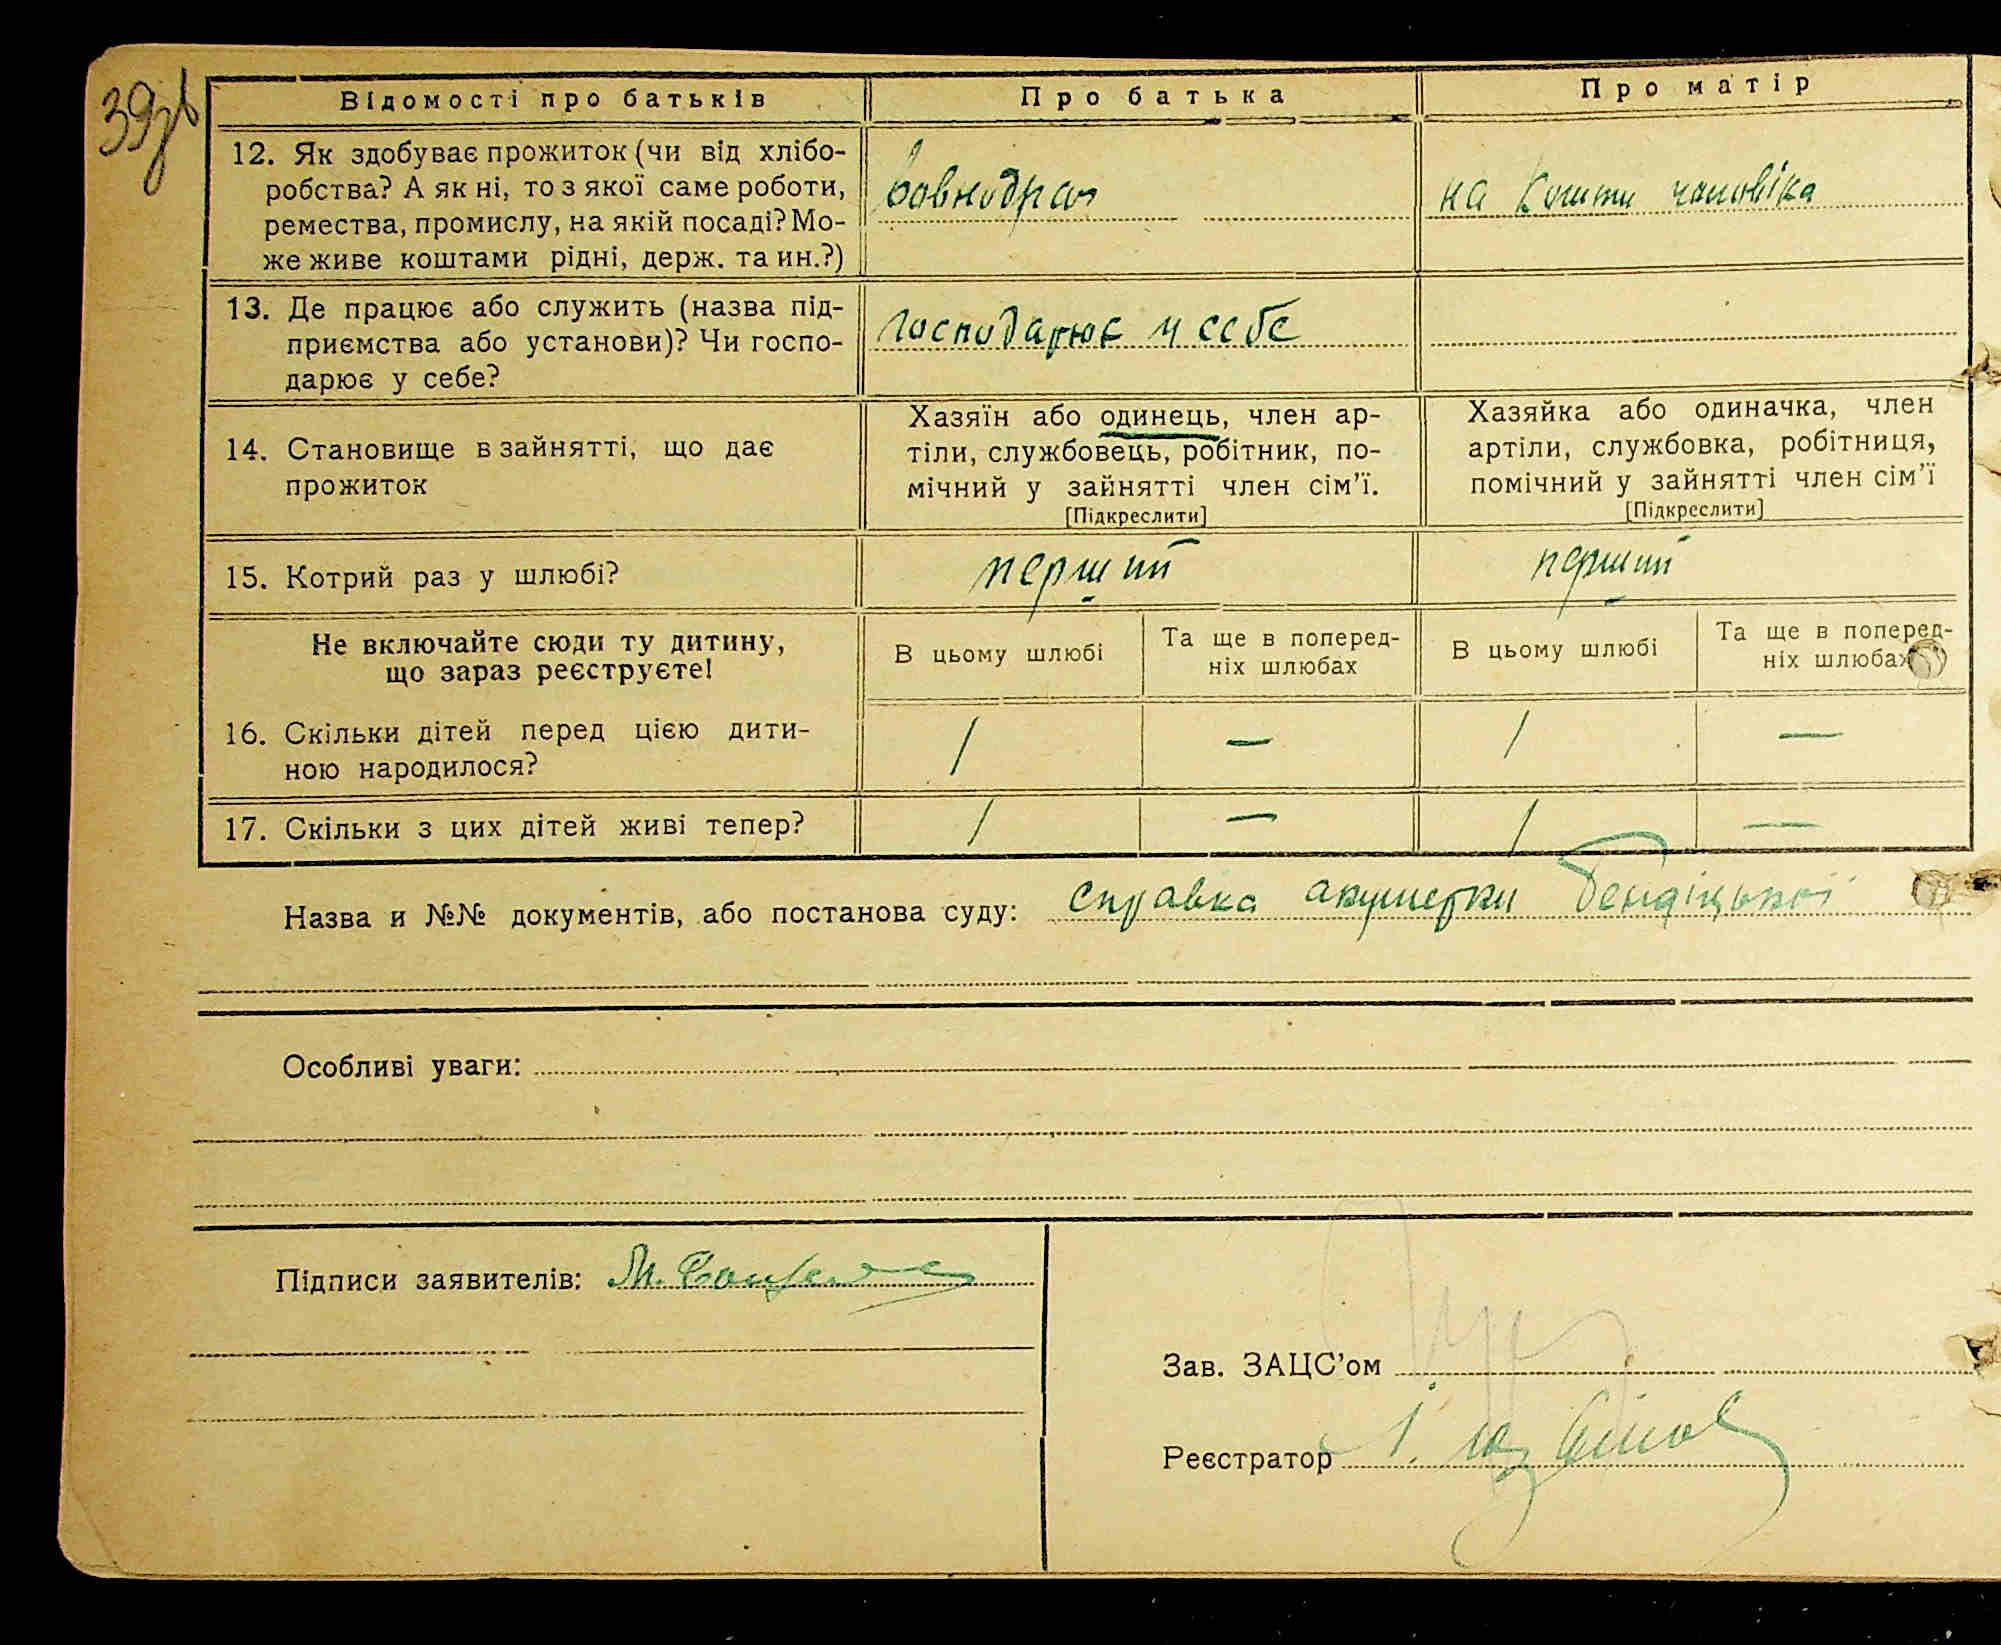 39зв
Відомості про батьків
Про батька
Про матір
12. Як здобуває прожиток (чи від хлібо-
робства? А як ні, то з якої саме роботи,
ремества, промислу, на якій посаді? Мо-
же живе коштами рідні, держ. та ин.?)
вовнодрал
на кошти чоловіка
13. Де працює або служить (назва під-
приємства або установи)? Чи госпо-
дарює у себе?
господарює у себе
14. Становище в зайнятті, що дає
прожиток
Хазяїн або одинець, член ар-
тіли, службовець, робітник, по-
мічний у зайнятті член сім'ї.
[Підкреслити]
Хазяйка або одиначка, член
артіли, службовка, робітниця,
помічний у зайнятті член сім'ї
[Підкреслити]
15. Котрий раз у шлюбі?
перший
перший
Не включайте сюди ту дитину,
що зараз реєструєте!
В цьому шлюбі
Та ще в поперед-
ніх шлюбах
В цьому шлюбі
Та ще в поперед-
ніх шлюбах
16. Скільки дітей перед цією дити-
ною народилося?
1
—
1
—
17. Скільки з цих дітей живі тепер?
1
—
1
—
Назва и №№ документів, або постанова суду: справка акушерки
Особливі уваги:
Підписи заявителів: М.
Зав. ЗАЦС'ом
Реєстратор